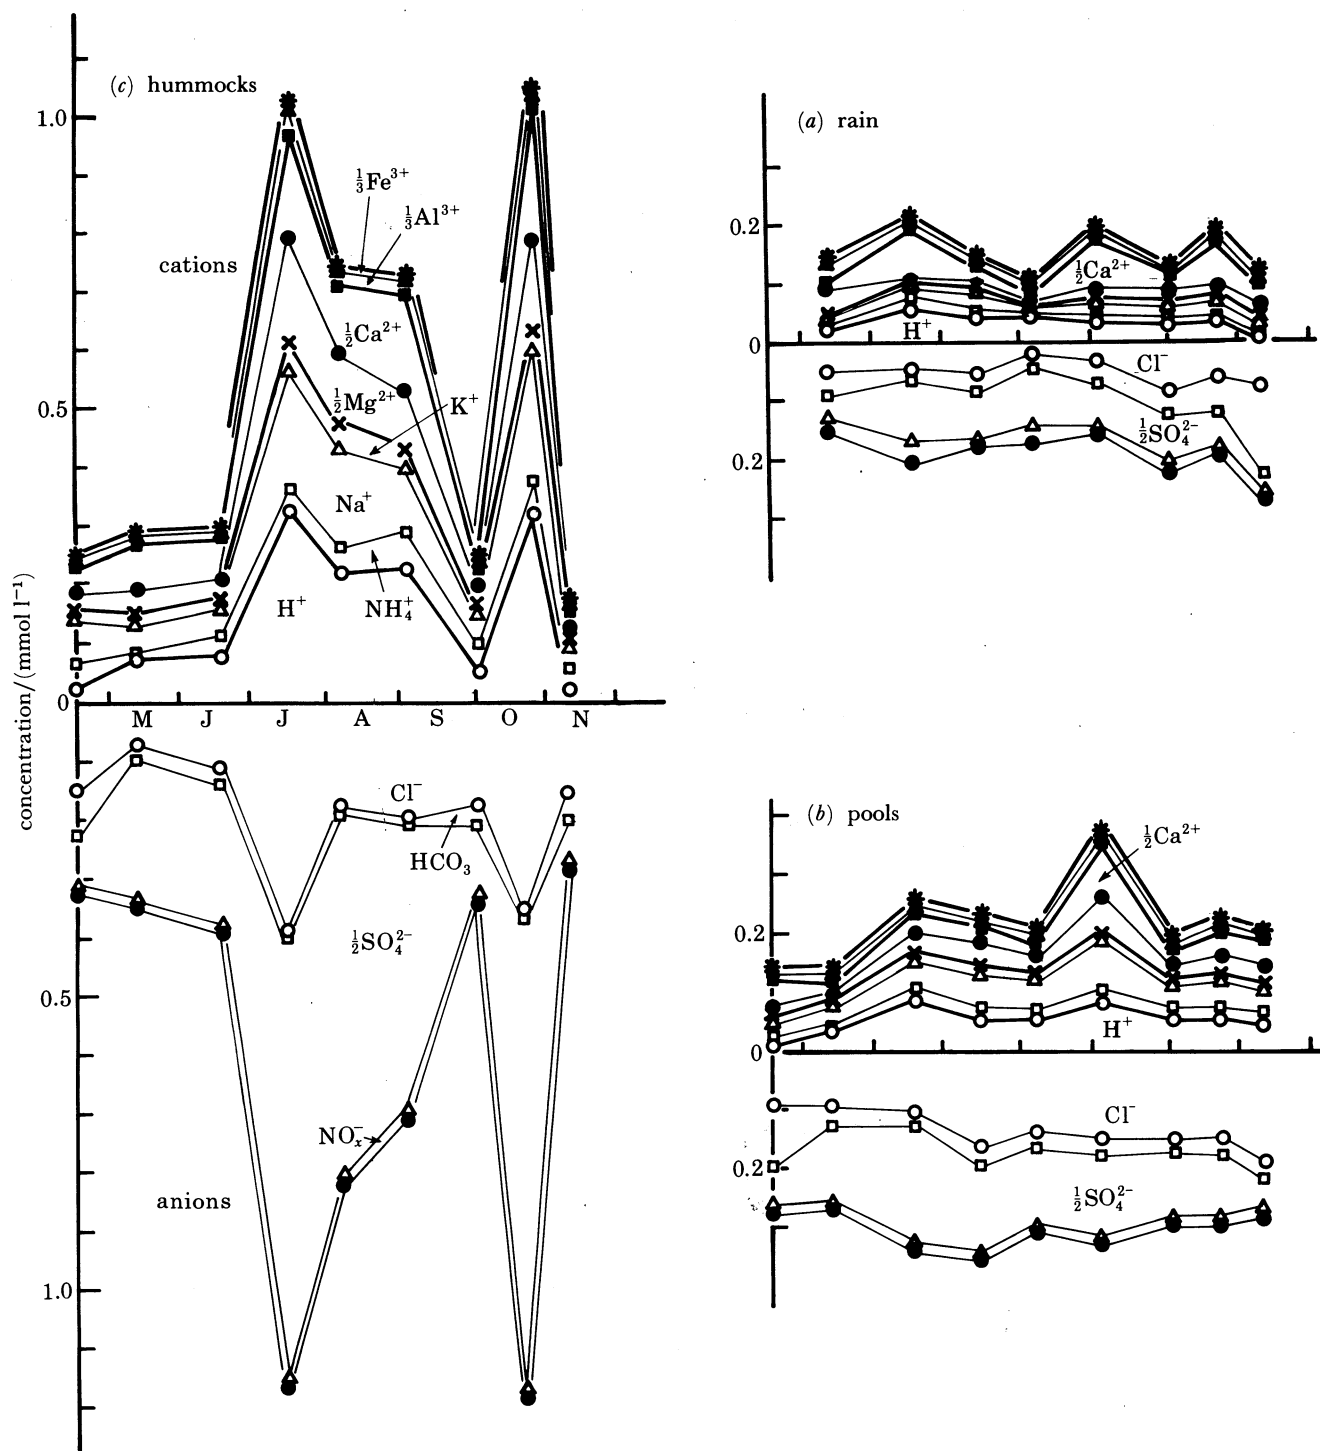 (c) hummocks
1.0
⅓Fe³⁺
⅓Al³⁺
cations
½Ca²⁺
½Mg²⁺
K⁺
0.5
Na⁺
H⁺
NH₄⁺
concentration/(mmol l⁻¹)
0
M J J A S O N
Cl⁻
HCO₃
½SO₄²⁻
0.5
NOₓ⁻
anions
1.0
(a) rain
0.2
½Ca²⁺
H⁺
0
Cl⁻
½SO₄²⁻
0.2
(b) pools
½Ca²⁺
0.2
H⁺
0
Cl⁻
0.2
½SO₄²⁻